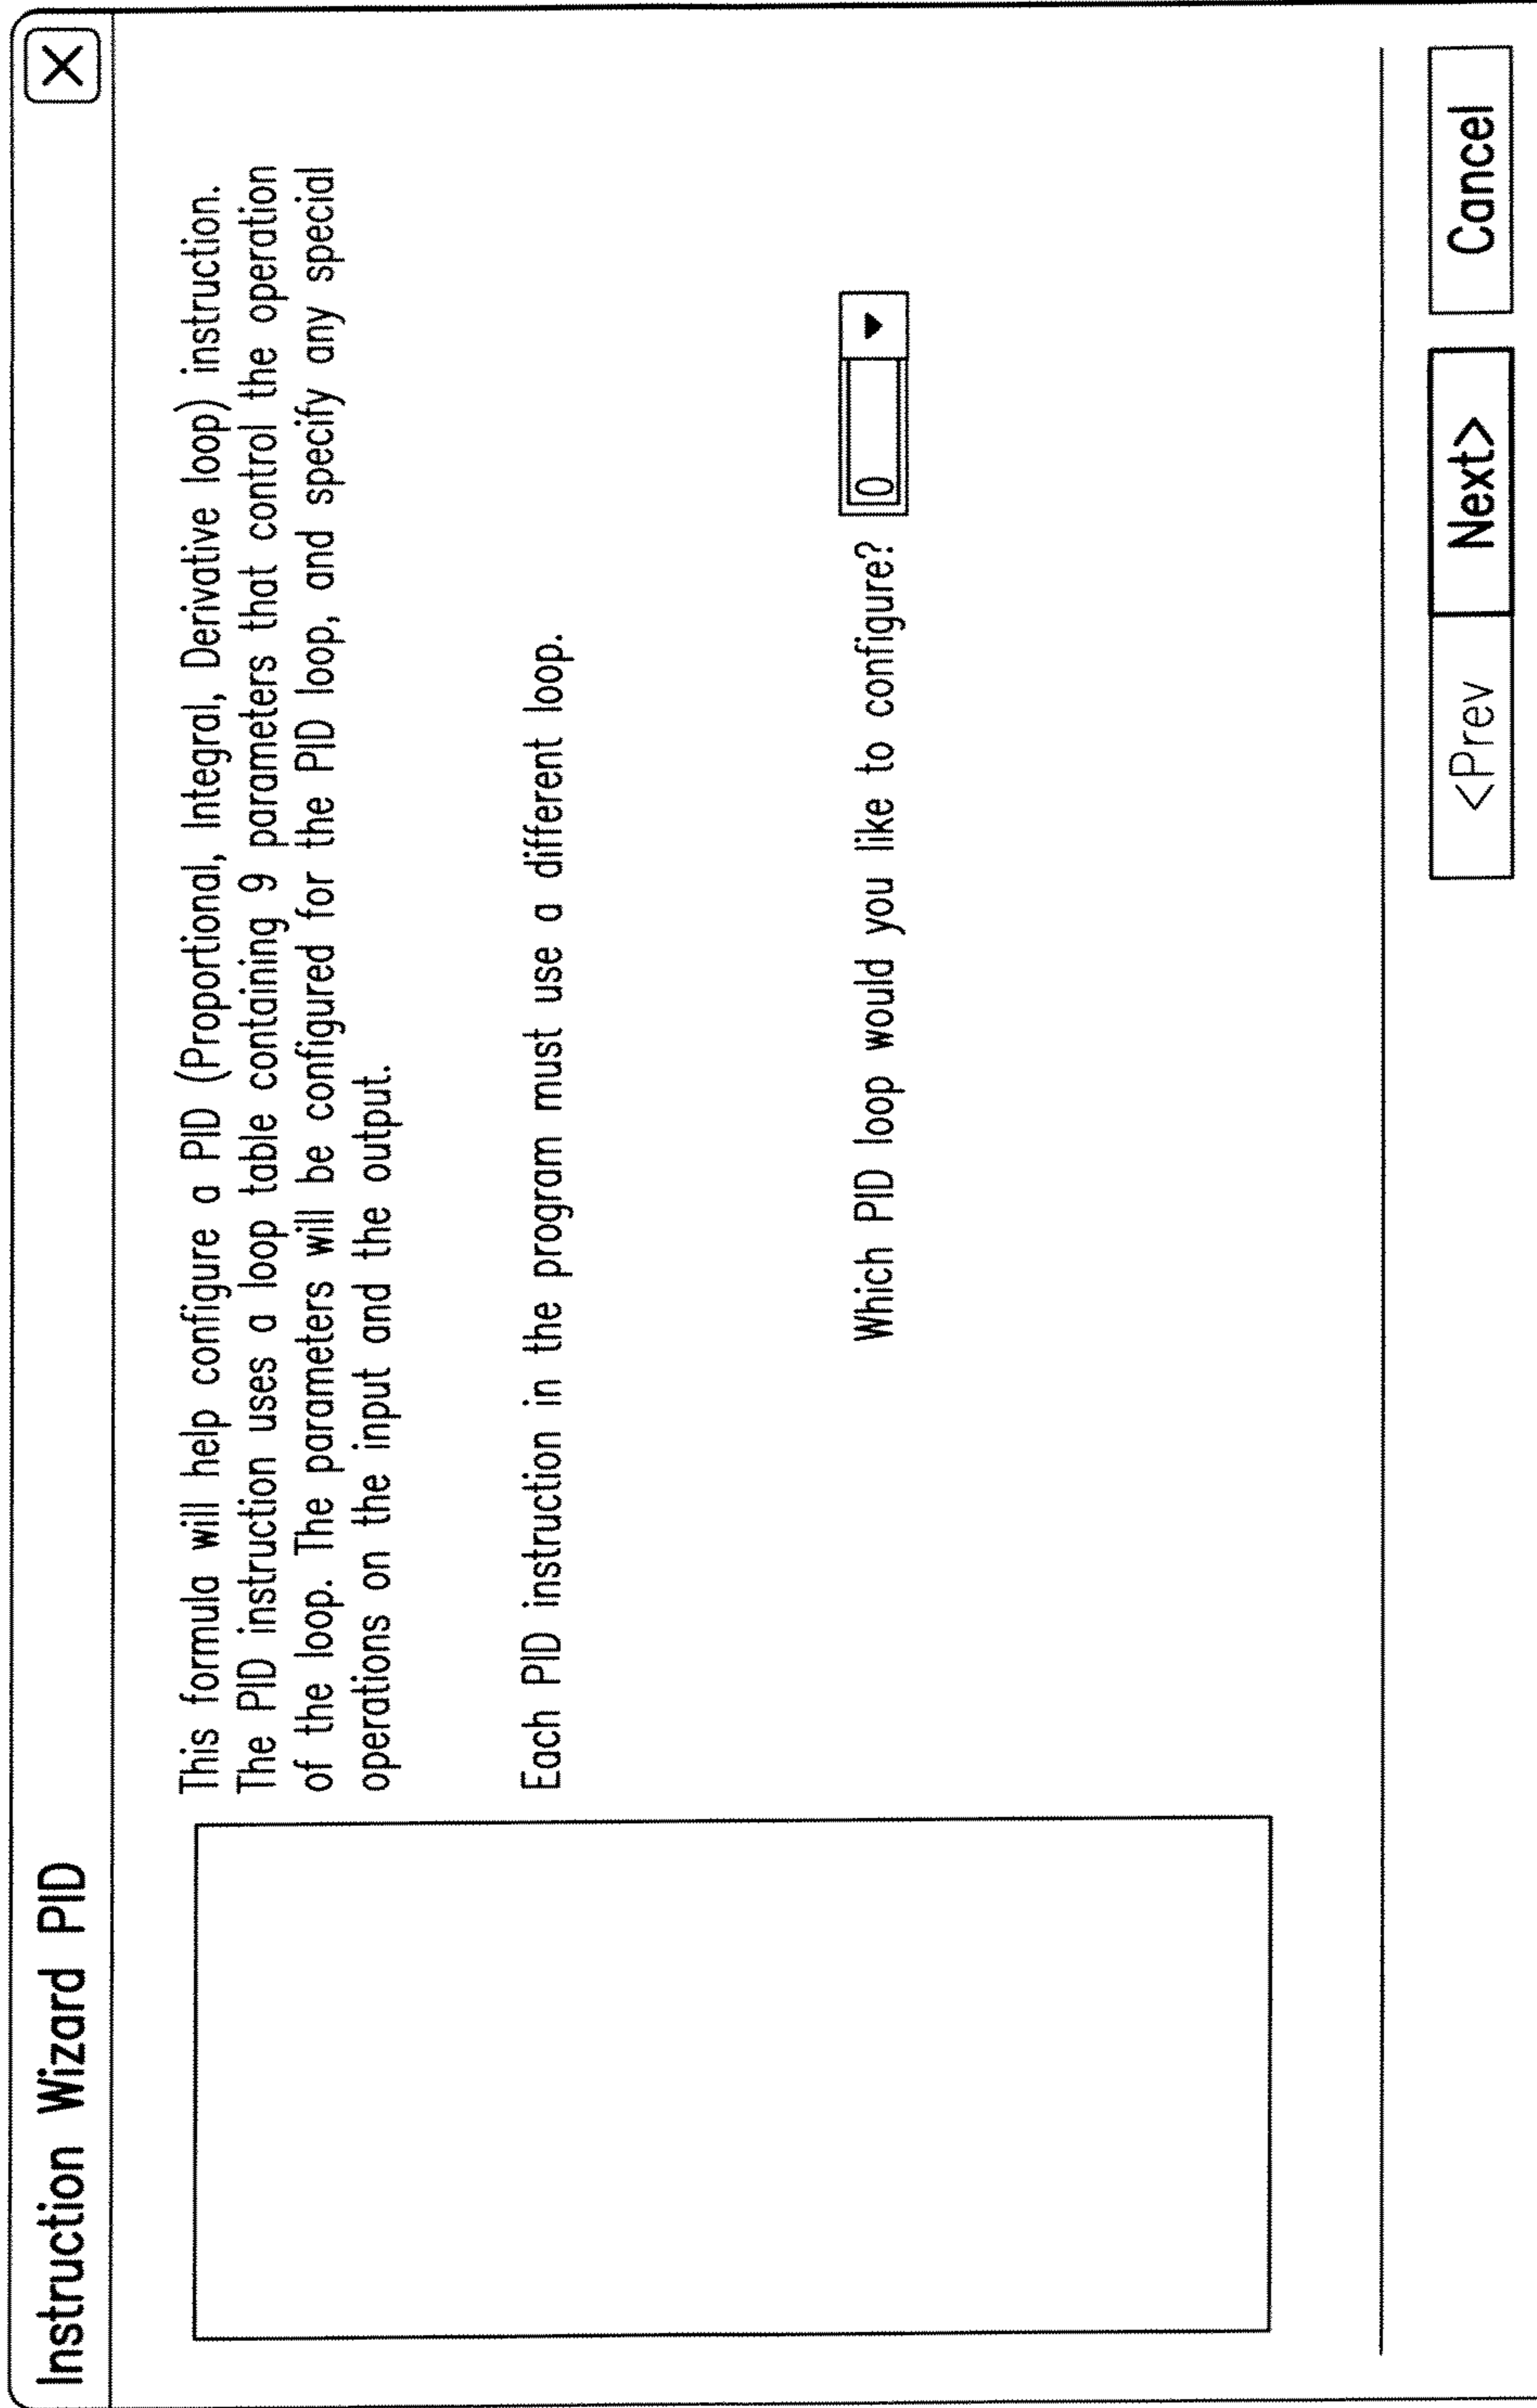 Instruction Wizard PID
This formula will help configure a PID (Proportional, Integral, Derivative loop) instruction.
The PID instruction uses a loop table containing 9 parameters that control the operation
of the loop. The parameters will be configured for the PID loop, and specify any special
operations on the input and the output.
Each PID instruction in the program must use a different loop.
Which PID loop would you like to configure? 0
<Prev Next> Cancel